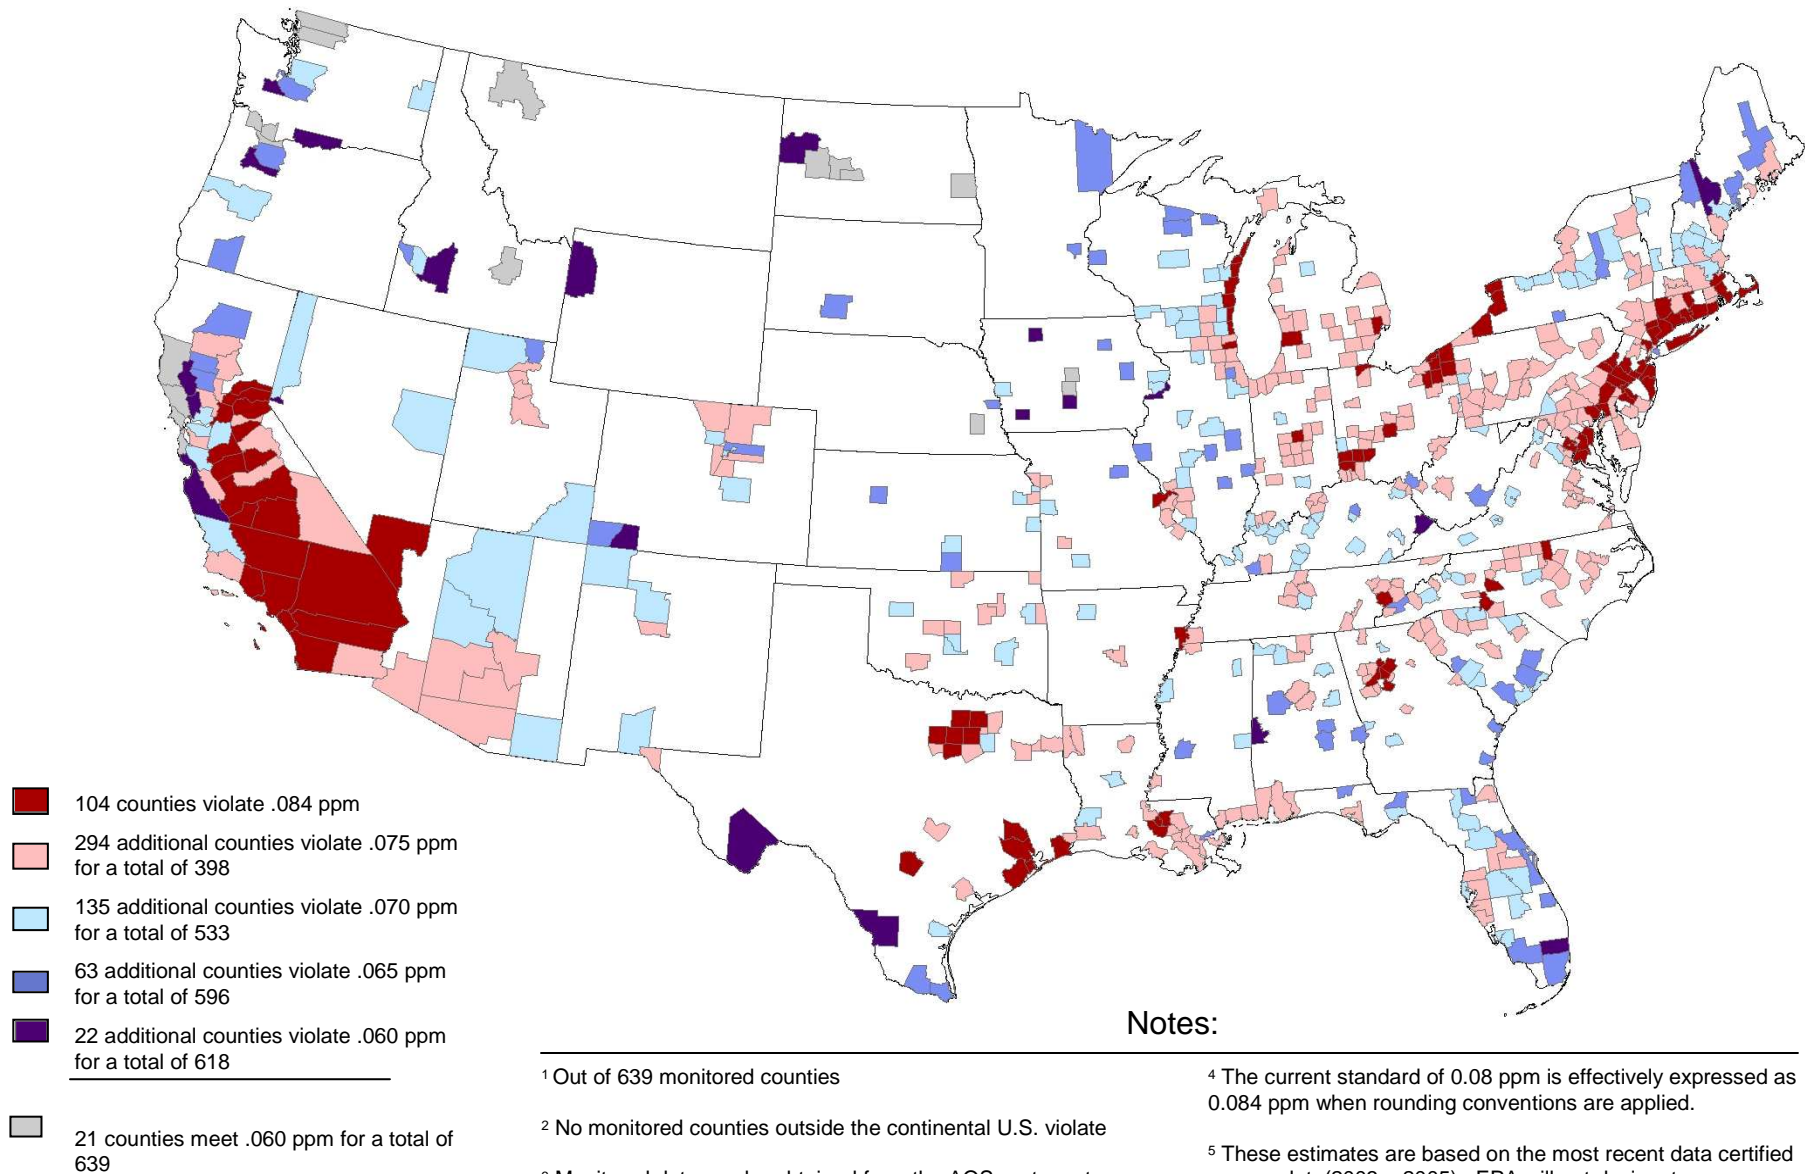 104 counties violate .084 ppm
294 additional counties violate .075 ppm
for a total of 398
135 additional counties violate .070 ppm
for a total of 533
63 additional counties violate .065 ppm
for a total of 596
22 additional counties violate .060 ppm
for a total of 618
21 counties meet .060 ppm for a total of
639
Notes:
1 Out of 639 monitored counties
2 No monitored counties outside the continental U.S. violate
4 The current standard of 0.08 ppm is effectively expressed as
0.084 ppm when rounding conventions are applied.
5 These estimates are based on the most recent data certified